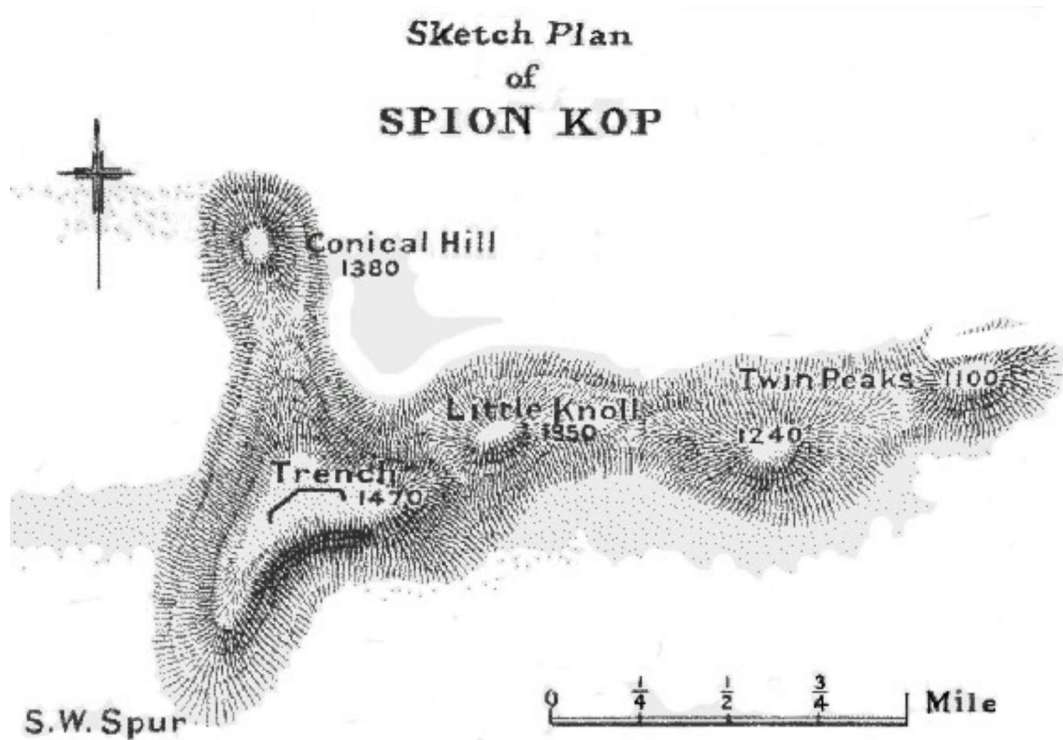 Sketch Plan
of
SPION KOP
Conical Hill
1380
Twin Peaks 1100
Little Knoll
1350
1240
Trench
1470
0 1/4 1/2 3/4 Mile
S.W. Spur